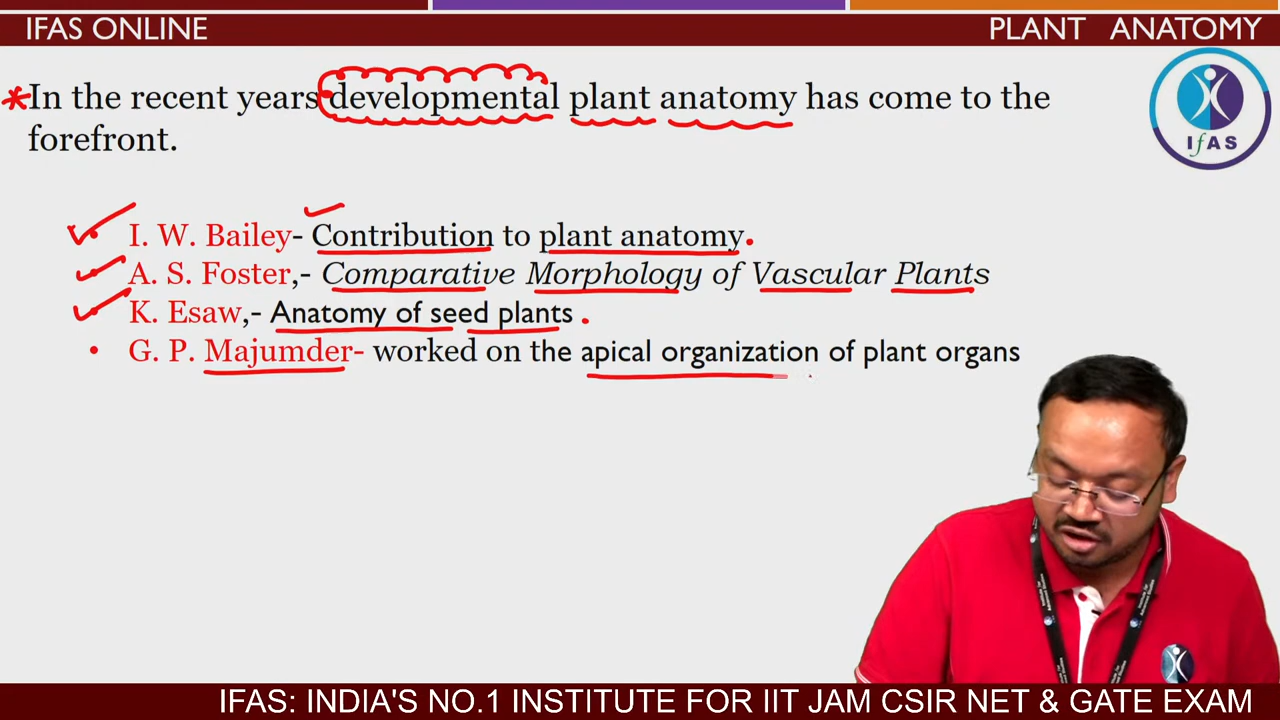 IFAS ONLINE
PLANT ANATOMY
*In the recent years developmental plant anatomy has come to the
forefront.
IfAS
• I. W. Bailey- Contribution to plant anatomy.
• A. S. Foster,- Comparative Morphology of Vascular Plants
• K. Esaw,- Anatomy of seed plants.
• G. P. Majumder- worked on the apical organization of plant organs
IFAS: INDIA'S NO.1 INSTITUTE FOR IIT JAM CSIR NET & GATE EXAM